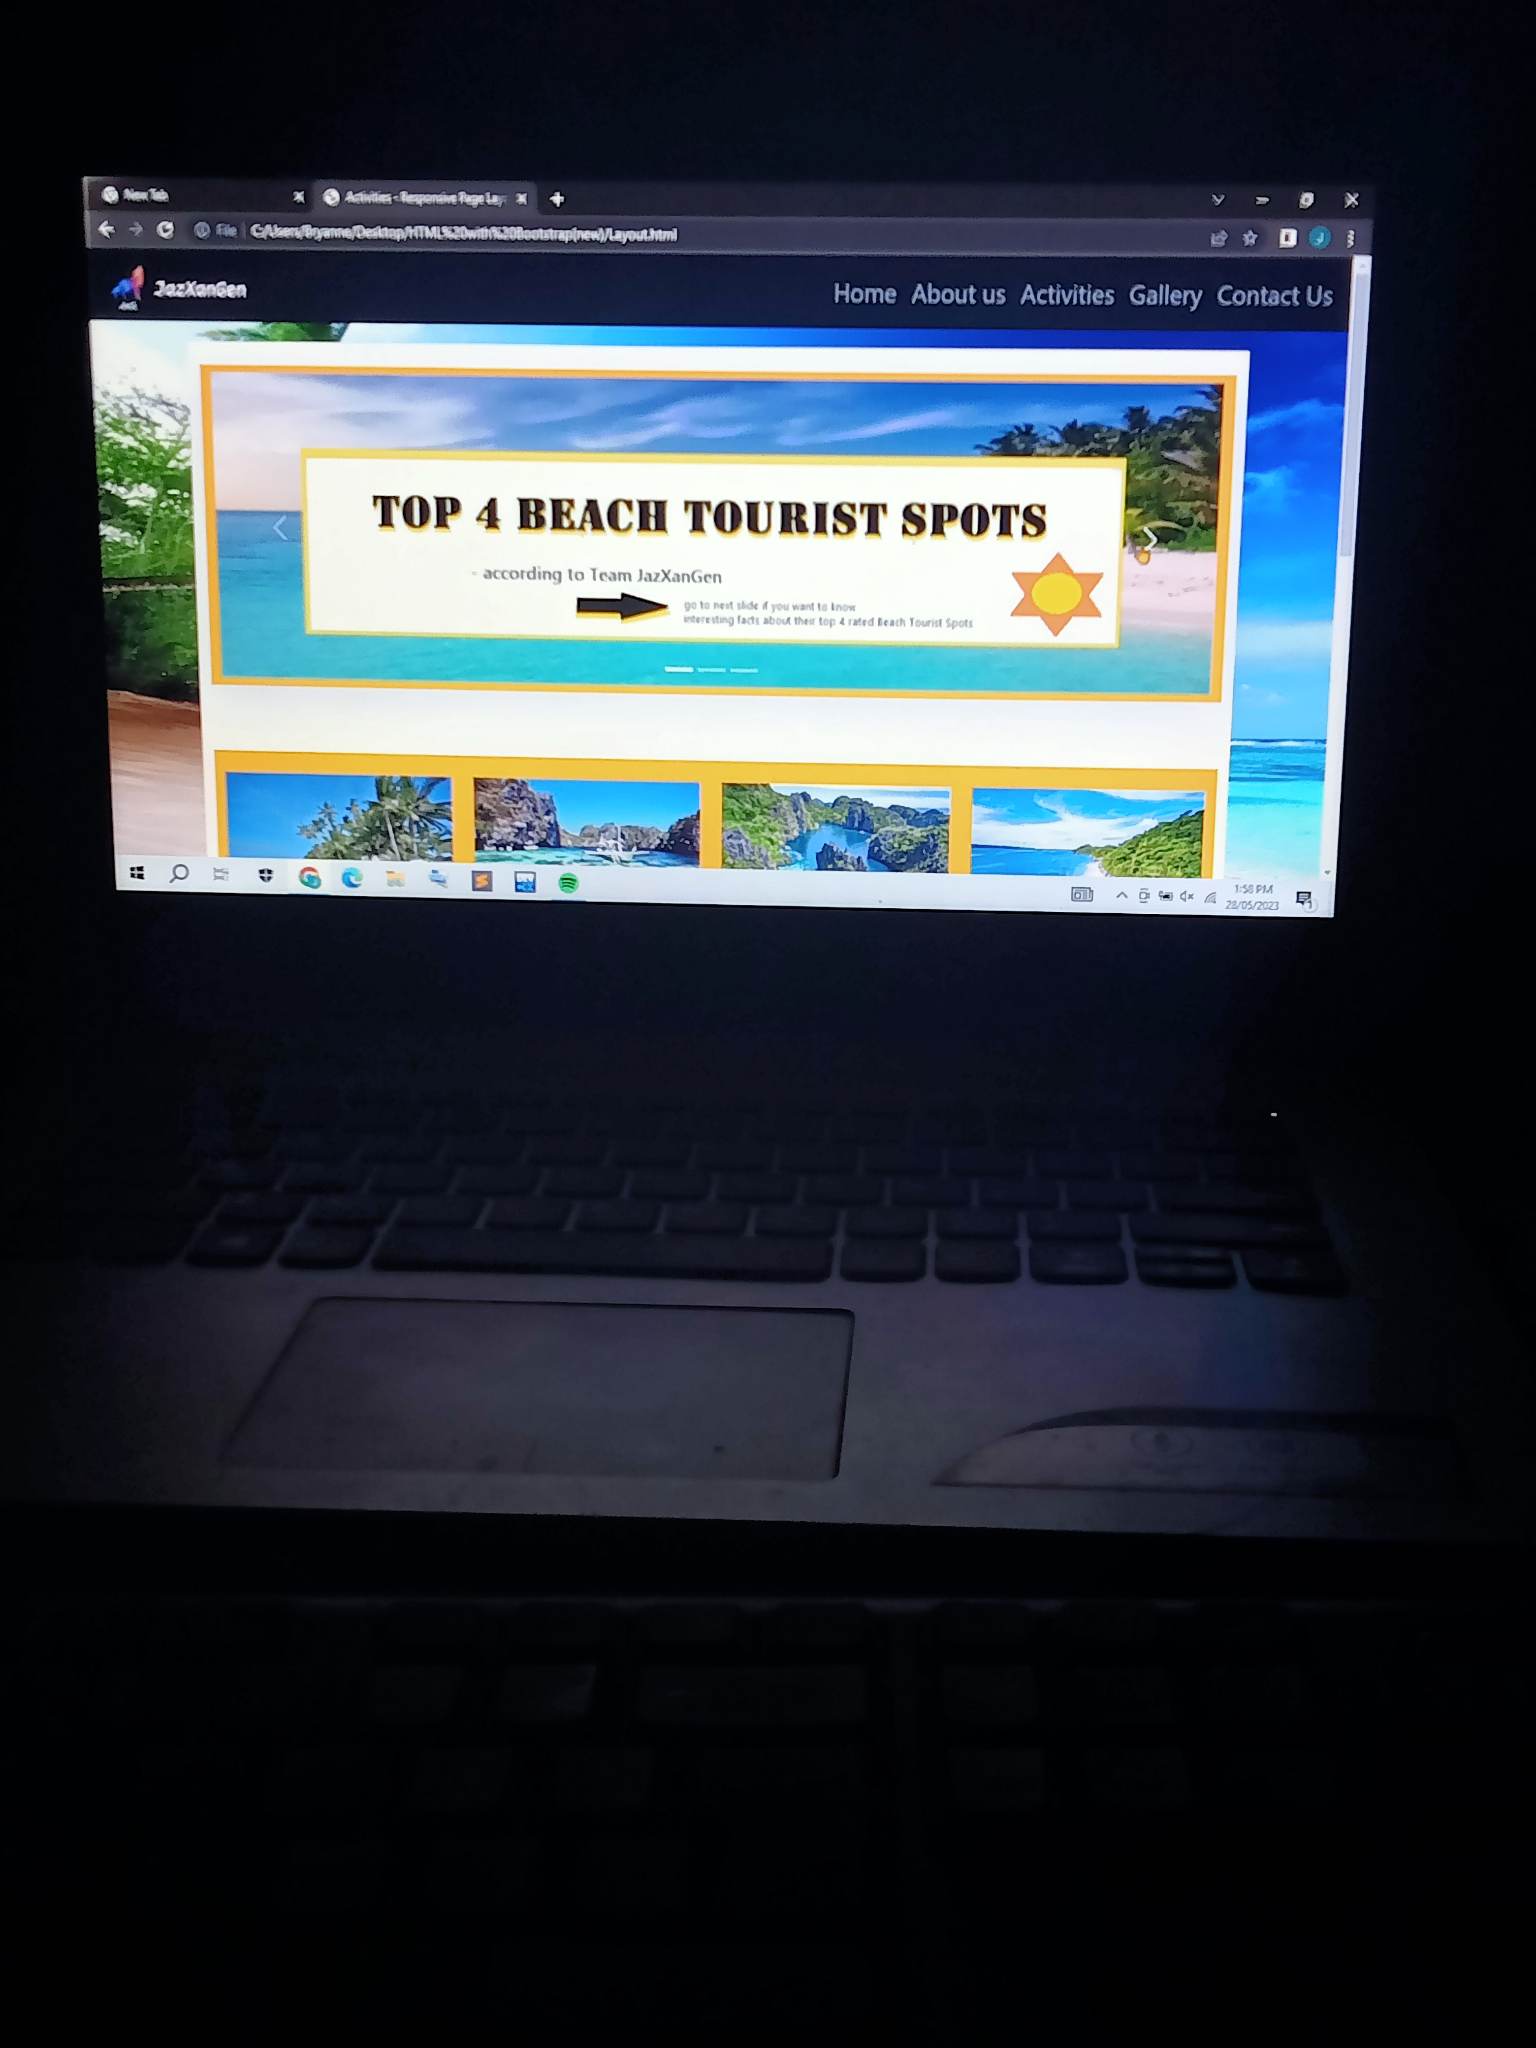 New Tab
Activities - Responsive Page Lay
File C:/Users/Bryanne/Desktop/HTML%20with%20Bootstrap(new)/Layout.html
JazXanGen
Home About us Activities Gallery Contact Us
TOP 4 BEACH TOURIST SPOTS
- according to Team JazXanGen
go to next slide if you want to know
interesting facts about their top 4 rated Beach Tourist Spots
1:58 PM
28/05/2023